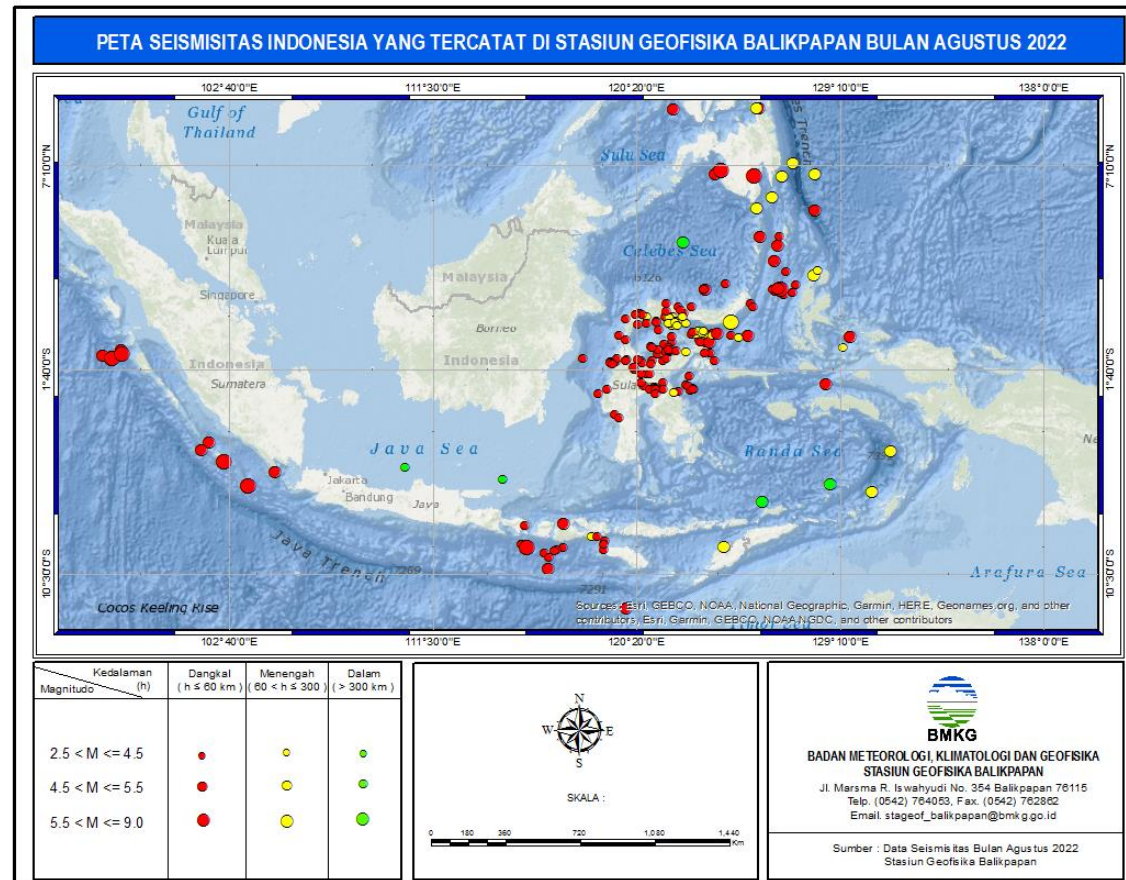 PETA SEISMISITAS INDONESIA YANG TERCATAT DI STASIUN GEOFISIKA BALIKPAPAN BULAN AGUSTUS 2022
102°40'0"E 111°30'0"E 120°20'0"E 129°10'0"E 138°0'0"E
Gulf of
Thailand
Sulu Sea
7°10'0"N
7°10'0"N
Malaysia
Kuala
Lumpur
Celebes Sea
Malaysia
Singapore
Borneo
Indonesia
Indonesia
Sumatera
1°40'0"S
1°40'0"S
Java Sea
Banda Sea
Jakarta
Bandung
Java
Java Trench
7269
7291
10°30'0"S
10°30'0"S
Arafura Sea
Cocos Keeling Rise
Sources: Esri, GEBCO, NOAA, National Geographic, Garmin, HERE, Geonames.org, and other
contributors, Esri, Garmin, GEBCO, NOAA NGDC, and other contributors
Timor Sea
102°40'0"E 111°30'0"E 120°20'0"E 129°10'0"E 138°0'0"E
Kedalaman
(h)
Magnitudo
Dangkal
( h ≤ 60 km )
Menengah
( 60 < h ≤ 300 )
Dalam
( > 300 km )
2.5 < M <= 4.5
4.5 < M <= 5.5
5.5 < M <= 9.0
N
W E
S
SKALA :
0 180 360 720 1,080 1,440
Km
BMKG
BADAN METEOROLOGI, KLIMATOLOGI DAN GEOFISIKA
STASIUN GEOFISIKA BALIKPAPAN
Jl. Marsma R. Iswahyudi No. 354 Balikpapan 76115
Telp. (0542) 764053, Fax. (0542) 762862
Email. stageof_balikpapan@bmkg.go.id
Sumber : Data Seismisitas Bulan Agustus 2022
Stasiun Geofisika Balikpapan